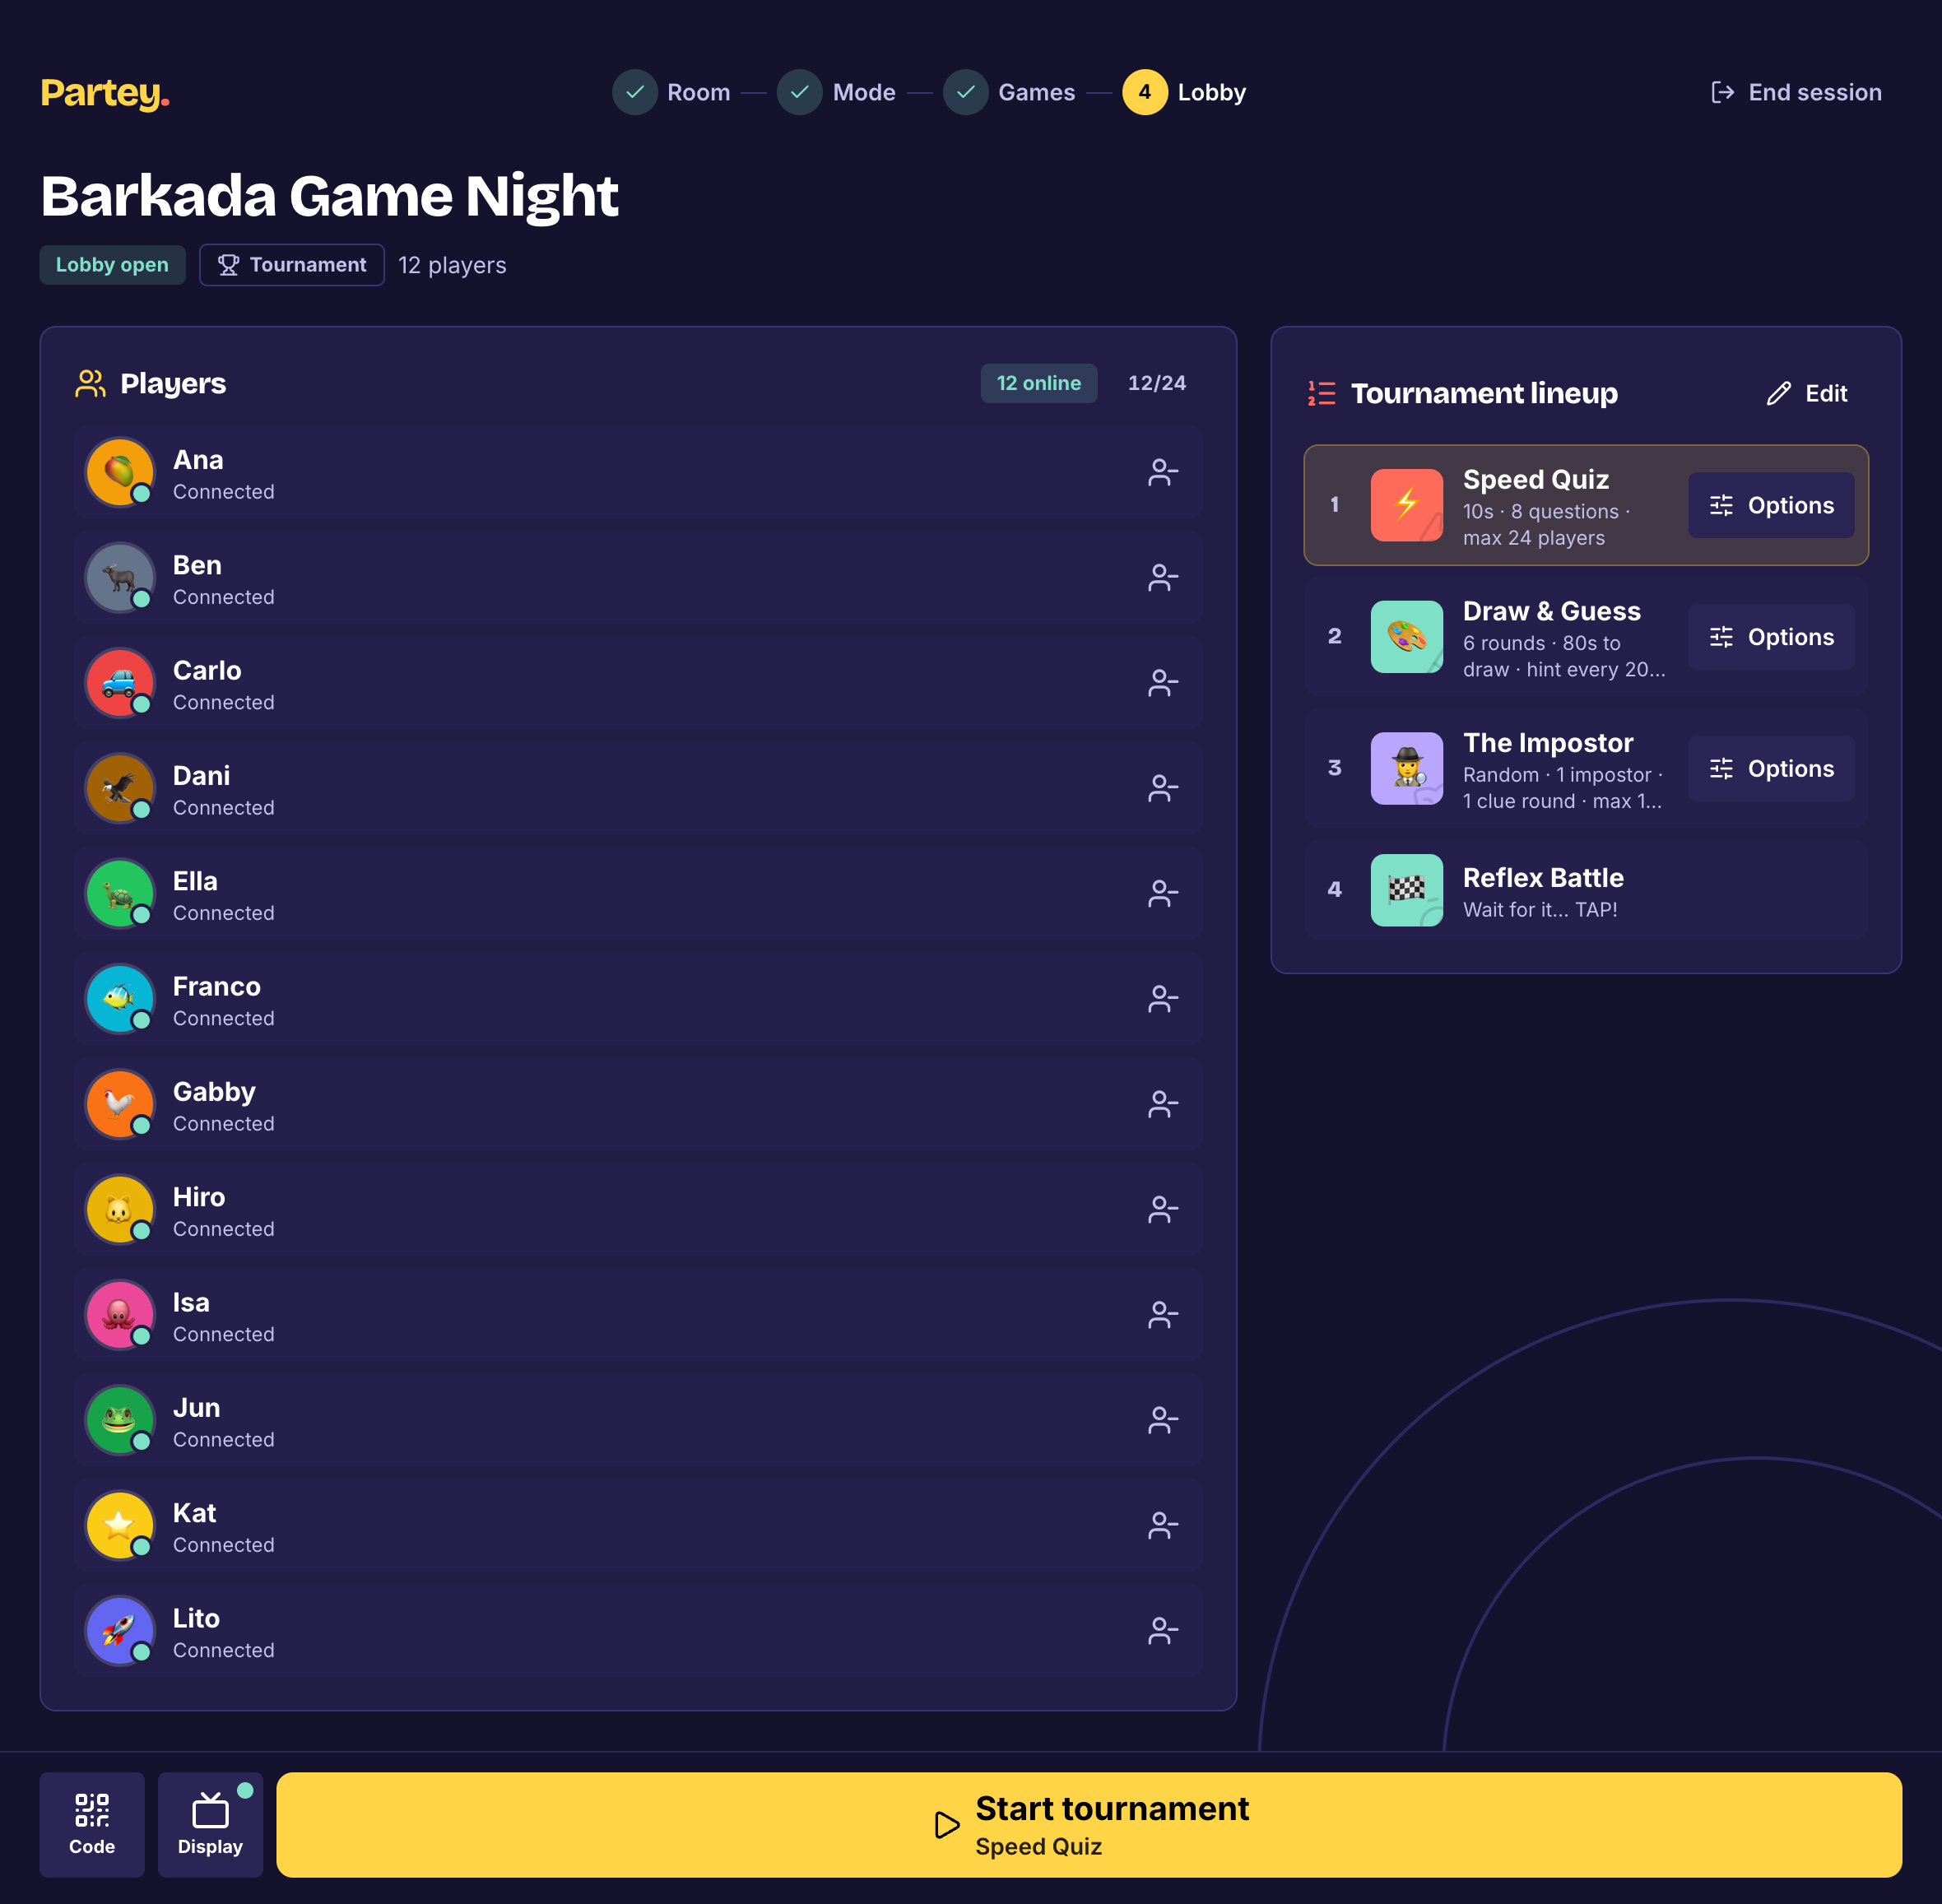 Partey.
Room
Mode
Games
4 Lobby
End session
Barkada Game Night
Lobby open
Tournament
12 players
Players
12 online
12/24
Ana
Connected
Ben
Connected
Carlo
Connected
Dani
Connected
Ella
Connected
Franco
Connected
Gabby
Connected
Hiro
Connected
Isa
Connected
Jun
Connected
Kat
Connected
Lito
Connected
Tournament lineup
Edit
1
Speed Quiz
10s · 8 questions ·
max 24 players
Options
2
Draw & Guess
6 rounds · 80s to
draw · hint every 20...
Options
3
The Impostor
Random · 1 impostor ·
1 clue round · max 1...
Options
4
Reflex Battle
Wait for it... TAP!
Code
Display
Start tournament
Speed Quiz